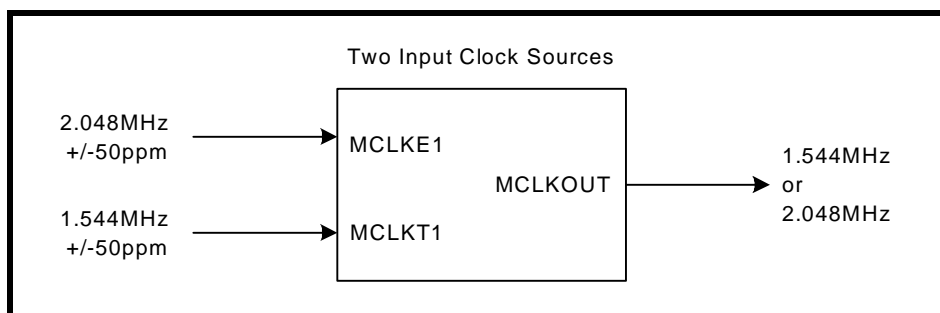 Two Input Clock Sources
2.048MHz
+/-50ppm
MCLKE1
MCLKOUT
1.544MHz
or
2.048MHz
1.544MHz
+/-50ppm
MCLKT1